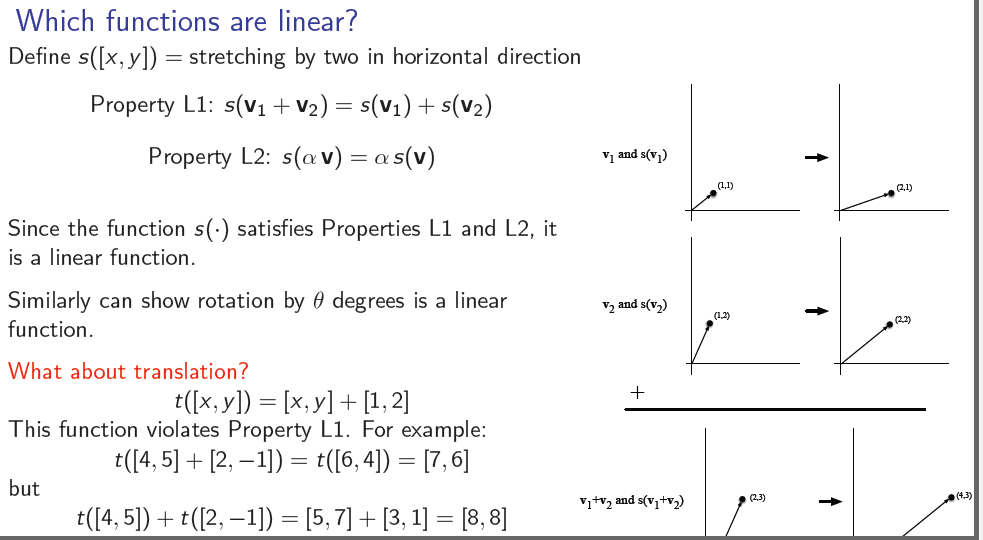 Which functions are linear?
Define s([x, y]) = stretching by two in horizontal direction
Property L1: s(v₁ + v₂) = s(v₁) + s(v₂)
Property L2: s(α v) = α s(v)
Since the function s(·) satisfies Properties L1 and L2, it
is a linear function.
Similarly can show rotation by θ degrees is a linear
function.
What about translation?
t([x, y]) = [x, y] + [1, 2]
This function violates Property L1. For example:
t([4, 5] + [2, −1]) = t([6, 4]) = [7, 6]
but
t([4, 5]) + t([2, −1]) = [5, 7] + [3, 1] = [8, 8]
v₁ and s(v₁)
(1,1)
(2,1)
v₂ and s(v₂)
(1,2)
(2,2)
+
v₁+v₂ and s(v₁+v₂)
(2,3)
(4,3)